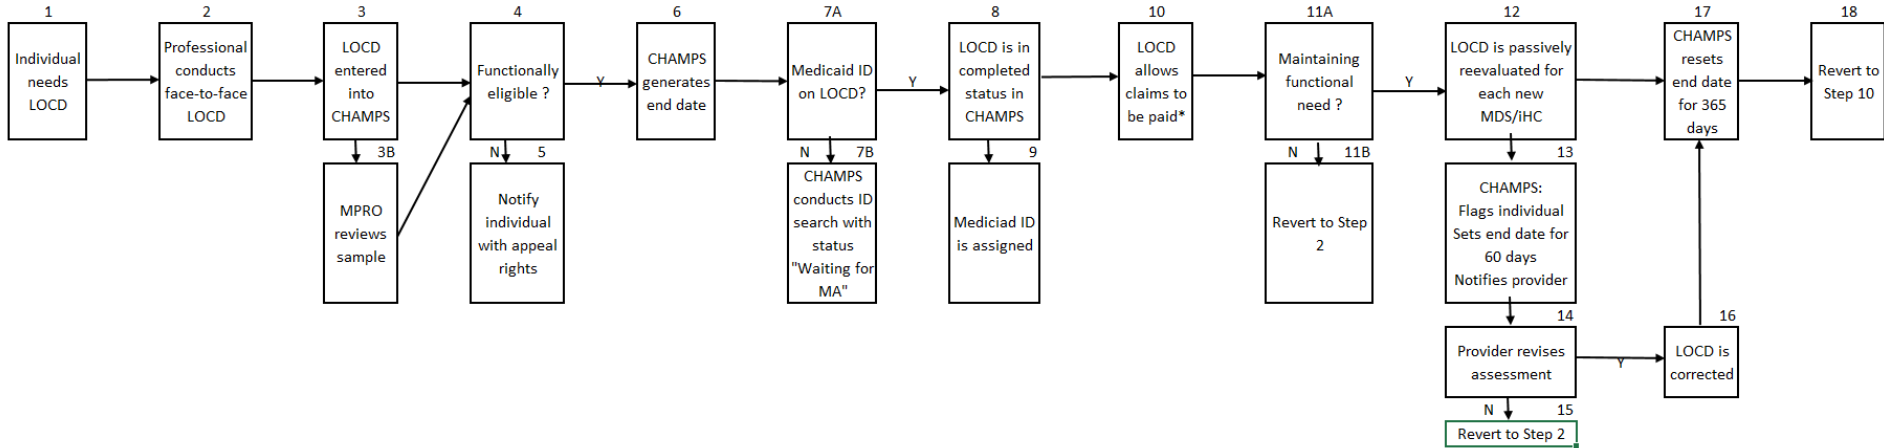 1
Individual
needs
LOCD
2
Professional
conducts
face-to-face
LOCD
3
LOCD
entered
into
CHAMPS
3B
MPRO
reviews
sample
4
Functionally
eligible ?
Y
N
5
Notify
individual
with appeal
rights
6
CHAMPS
generates
end date
7A
Medicaid ID
on LOCD?
Y
N
7B
CHAMPS
conducts ID
search with
status
"Waiting for
MA"
8
LOCD is in
completed
status in
CHAMPS
9
Mediciad ID
is assigned
10
LOCD
allows
claims to
be paid*
11A
Maintaining
functional
need ?
Y
N
11B
Revert to Step
2
12
LOCD is passively
reevaluated for
each new
MDS/iHC
13
CHAMPS:
Flags individual
Sets end date for
60 days
Notifies provider
14
Provider revises
assessment
Y
N
15
Revert to Step 2
16
LOCD is
corrected
17
CHAMPS
resets
end date
for 365
days
18
Revert to
Step 10